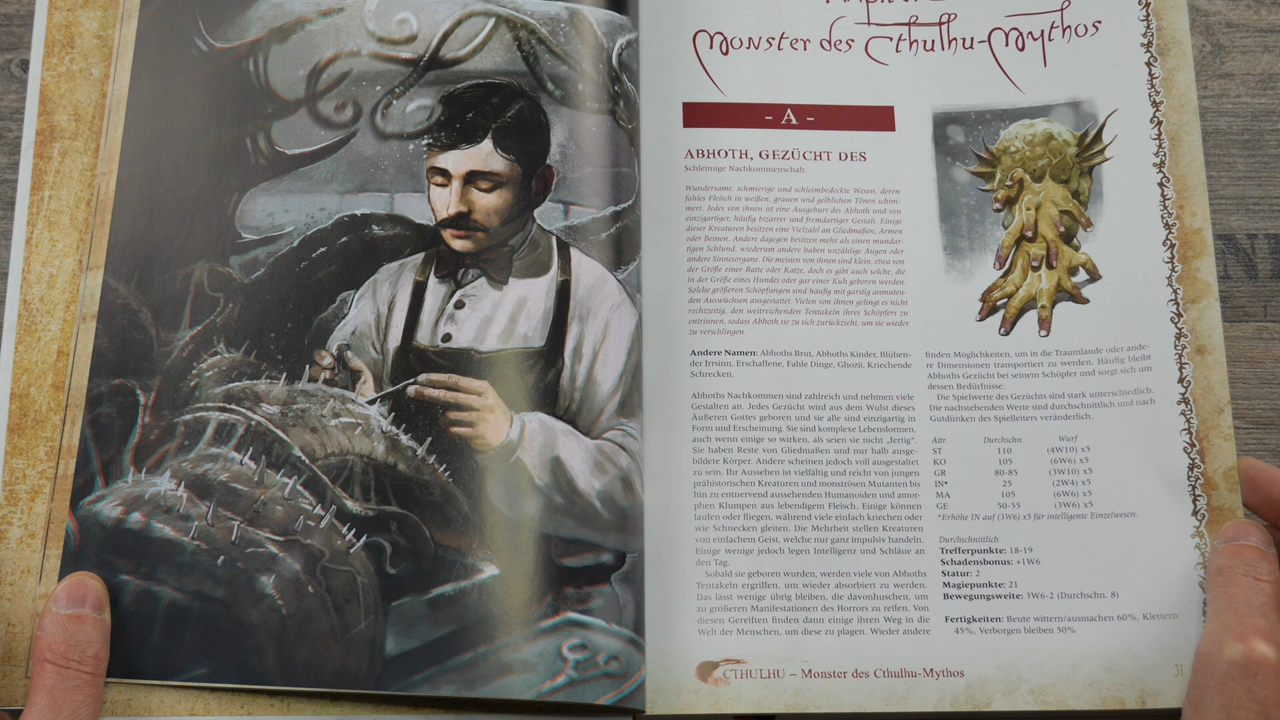 Monster des Cthulhu-Mythos
- A -
ABHOTH, GEZÜCHT DES
Schleimige Nachkommenschaft
Wundersame, schmierige und schleimbedeckte Wesen, deren
fahles Fleisch in weißen, grauen und gelblichen Tönen schim-
mert. Jedes von ihnen ist eine Ausgeburt des Abhoth und von
einzigartiger, häufig bizarrer und fremdartiger Gestalt. Einige
dieser Kreaturen besitzen eine Vielzahl an Gliedmaßen, Armen
oder Beinen. Andere dagegen besitzen mehr als einen mundar-
tigen Schlund, wiederum andere haben unzählige Augen oder
andere Sinnesorgane. Die meisten von ihnen sind klein, etwa von
der Größe einer Ratte oder Katze, doch es gibt auch solche, die
in der Größe eines Hundes oder gar einer Kuh geboren werden.
Solche größeren Schöpfungen sind häufig mit garstig anmuten-
den Auswüchsen ausgestattet. Vielen von ihnen gelingt es nicht
rechtzeitig, den weitreichenden Tentakeln ihres Schöpfers zu
entrinnen, sodass Abhoth sie zu sich zurückzieht, um sie wieder
zu verschlingen.
Andere Namen: Abhoths Brut, Abhoths Kinder, Blühen-
der Irrsinn, Erschaffene, Fahle Dinge, Ghozii, Kriechende
Schrecken.
Abhoths Nachkommen sind zahlreich und nehmen viele
Gestalten an. Jedes Gezücht wird aus dem Wulst dieses
Äußeren Gottes geboren und sie alle sind einzigartig in
Form und Erscheinung. Sie sind komplexe Lebensformen,
auch wenn einige so wirken, als seien sie nicht „fertig“.
Sie haben Reste von Gliedmaßen und nur halb ausge-
bildete Körper. Andere scheinen jedoch voll ausgestaltet
zu sein. Ihr Aussehen ist vielfältig und reicht von jungen
prähistorischen Kreaturen und monströsen Mutanten bis
hin zu entnervend aussehenden Humanoiden und amor-
phen Klumpen aus lebendigem Fleisch. Einige können
laufen oder fliegen, während viele einfach kriechen oder
wie Schnecken gleiten. Die Mehrheit stellen Kreaturen
von einfachem Geist, welche nur ganz impulsiv handeln.
Einige wenige jedoch legen Intelligenz und Schläue an
den Tag.
Sobald sie geboren wurden, werden viele von Abhoths
Tentakeln ergriffen, um wieder absorbiert zu werden.
Das lässt wenige übrig bleiben, die davonhuschen, um
zu größeren Manifestationen des Horrors zu reifen. Von
diesen Gereiften finden dann einige ihren Weg in die
Welt der Menschen, um diese zu plagen. Wieder andere
finden Möglichkeiten, um in die Traumlande oder ande-
re Dimensionen transportiert zu werden. Häufig bleibt
Abhoths Gezücht bei seinem Schöpfer und sorgt sich um
dessen Bedürfnisse.
Die Spielwerte des Gezüchts sind stark unterschiedlich.
Die nachstehenden Werte sind durchschnittlich und nach
Gutdünken des Spielleiters veränderlich.
Attr. Durchschn. Wurf
ST 110 (4W10) x5
KO 105 (6W6) x5
GR 80-85 (3W10) x5
IN* 25 (2W4) x5
MA 105 (6W6) x5
GE 50-55 (3W6) x5
*Erhöhe IN auf (3W6) x5 für intelligente Einzelwesen.
Durchschnittlich
Trefferpunkte: 18-19
Schadensbonus: +1W6
Statur: 2
Magiepunkte: 21
Bewegungsweite: 3W6-2 (Durchschn. 8)
Fertigkeiten: Beute wittern/ausmachen 60%, Klettern
45%, Verborgen bleiben 50%
CTHULHU – Monster des Cthulhu-Mythos
31